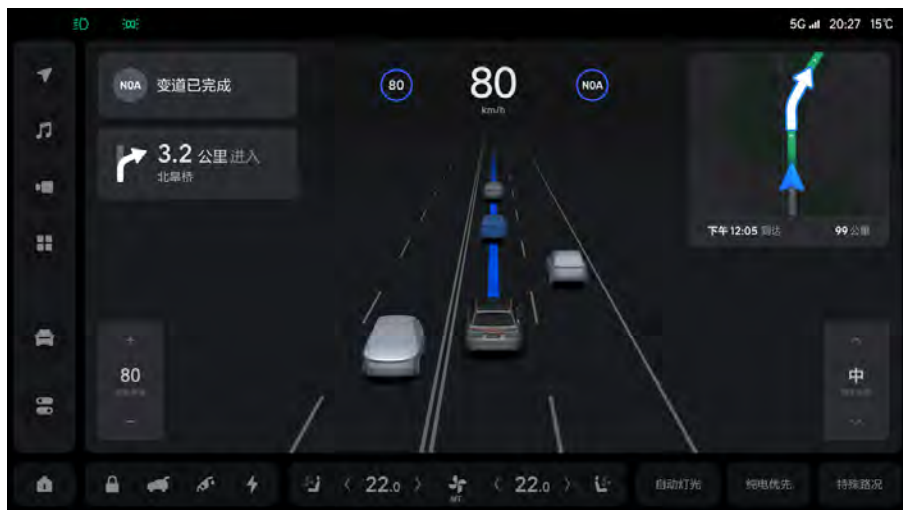 5G 20:27 15℃
NOA 变道已完成
3.2 公里进入
北皋桥
80
80
km/h
NOA
下午12:05 到达 99 公里
80
中
22.0
22.0
自动灯光
纯电优先
特殊路况